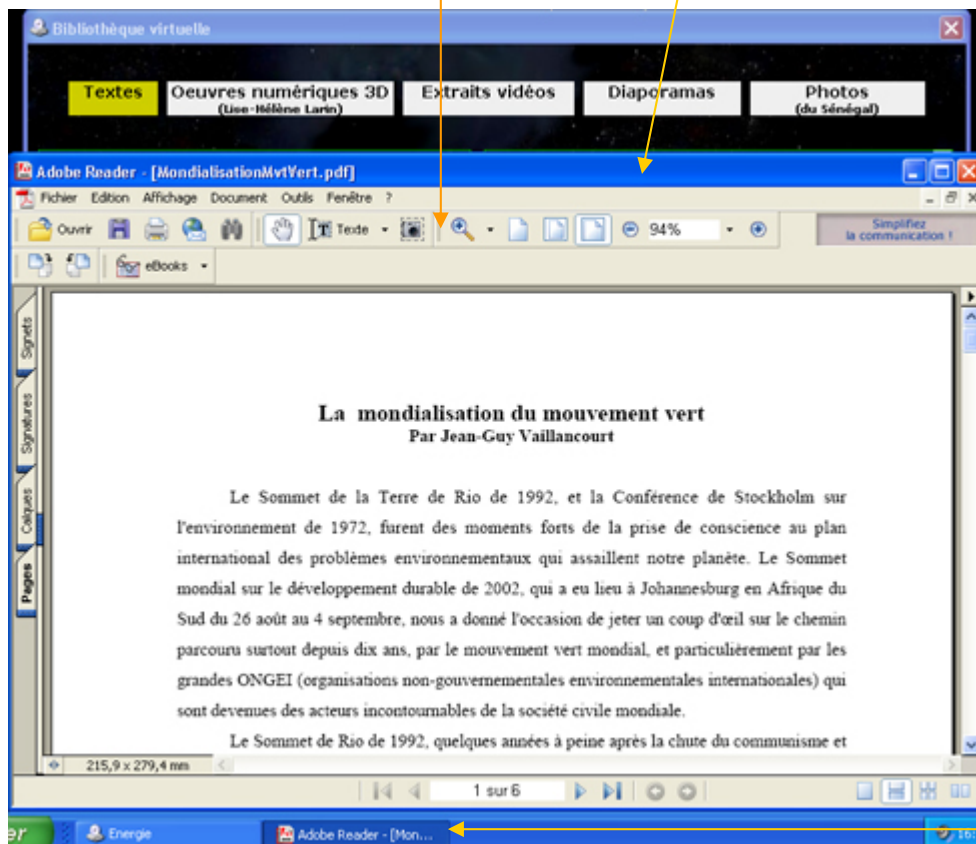 Bibliothèque virtuelle
Textes
Oeuvres numériques 3D
(Lise-Hélène Larin)
Extraits vidéos
Diaporamas
Photos
(du Sénégal)
Adobe Reader - [MondialisationMvtVert.pdf]
Fichier Edition Affichage Document Outils Fenêtre ?
Ouvrir Texte 94% Simplifiez
la communication !
eBooks
Signets
Signatures
Calques
Pages
La mondialisation du mouvement vert
Par Jean-Guy Vaillancourt
Le Sommet de la Terre de Rio de 1992, et la Conférence de Stockholm sur
l'environnement de 1972, furent des moments forts de la prise de conscience au plan
international des problèmes environnementaux qui assaillent notre planête. Le Sommet
mondial sur le développement durable de 2002, qui a eu lieu à Johannesburg en Afrique du
Sud du 26 août au 4 septembre, nous a donné l'occasion de jeter un coup d'œil sur le chemin
parcouru surtout depuis dix ans, par le mouvement vert mondial, et particulièrement par les
grandes ONGEI (organisations non-gouvernementales environnementales internationales) qui
sont devenues des acteurs incontournables de la société civile mondiale.
Le Sommet de Rio de 1992, quelques années à peine après la chute du communisme et
215,9 x 279,4 mm
1 sur 6
er
Energie
Adobe Reader - [Mon...